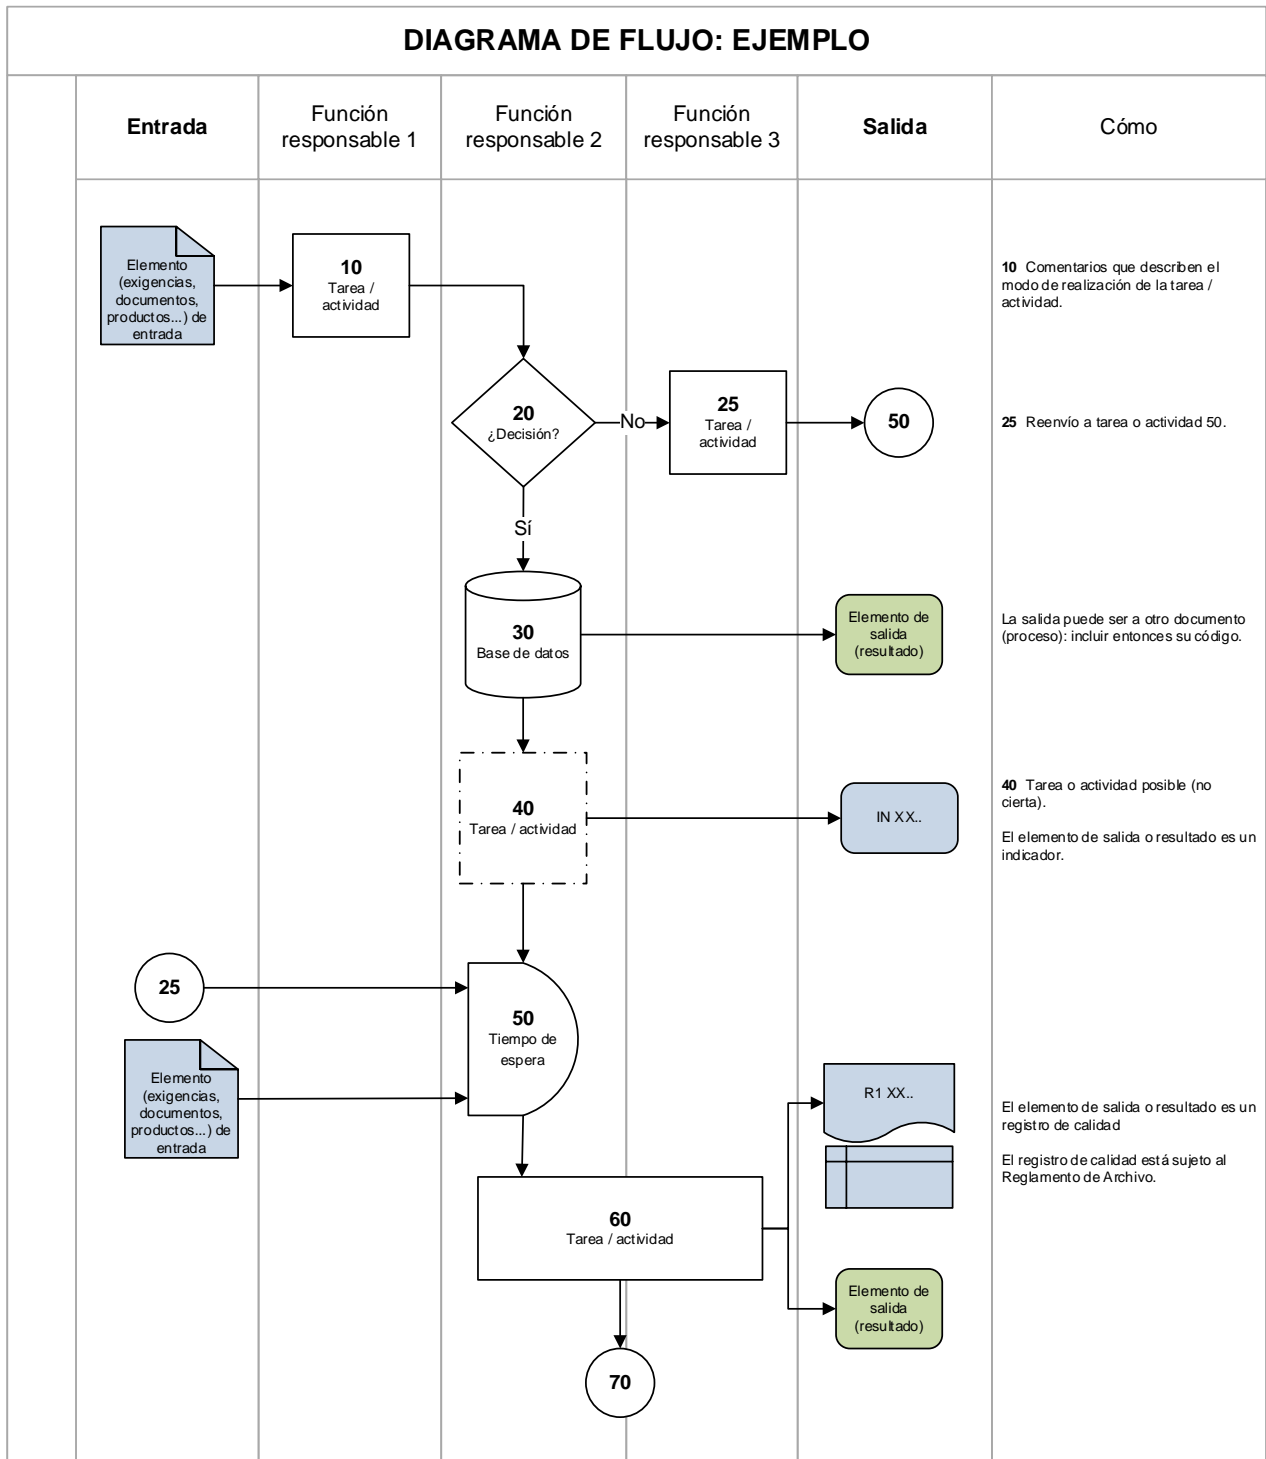 DIAGRAMA DE FLUJO: EJEMPLO
Entrada
Función
responsable 1
Función
responsable 2
Función
responsable 3
Salida
Cómo
Elemento
(exigencias,
documentos,
productos...) de
entrada
10
Tarea /
actividad
10 Comentarios que describen el
modo de realización de la tarea /
actividad.
20
¿Decisión?
No
25
Tarea /
actividad
50
25 Reenvío a tarea o actividad 50.
Sí
30
Base de datos
Elemento de
salida
(resultado)
La salida puede ser a otro documento
(proceso): incluir entonces su código.
40
Tarea / actividad
IN XX..
40 Tarea o actividad posible (no
cierta).
El elemento de salida o resultado es un
indicador.
25
50
Tiempo de
espera
Elemento
(exigencias,
documentos,
productos...) de
entrada
R1 XX..
El elemento de salida o resultado es un
registro de calidad
El registro de calidad está sujeto al
Reglamento de Archivo.
60
Tarea / actividad
Elemento de
salida
(resultado)
70